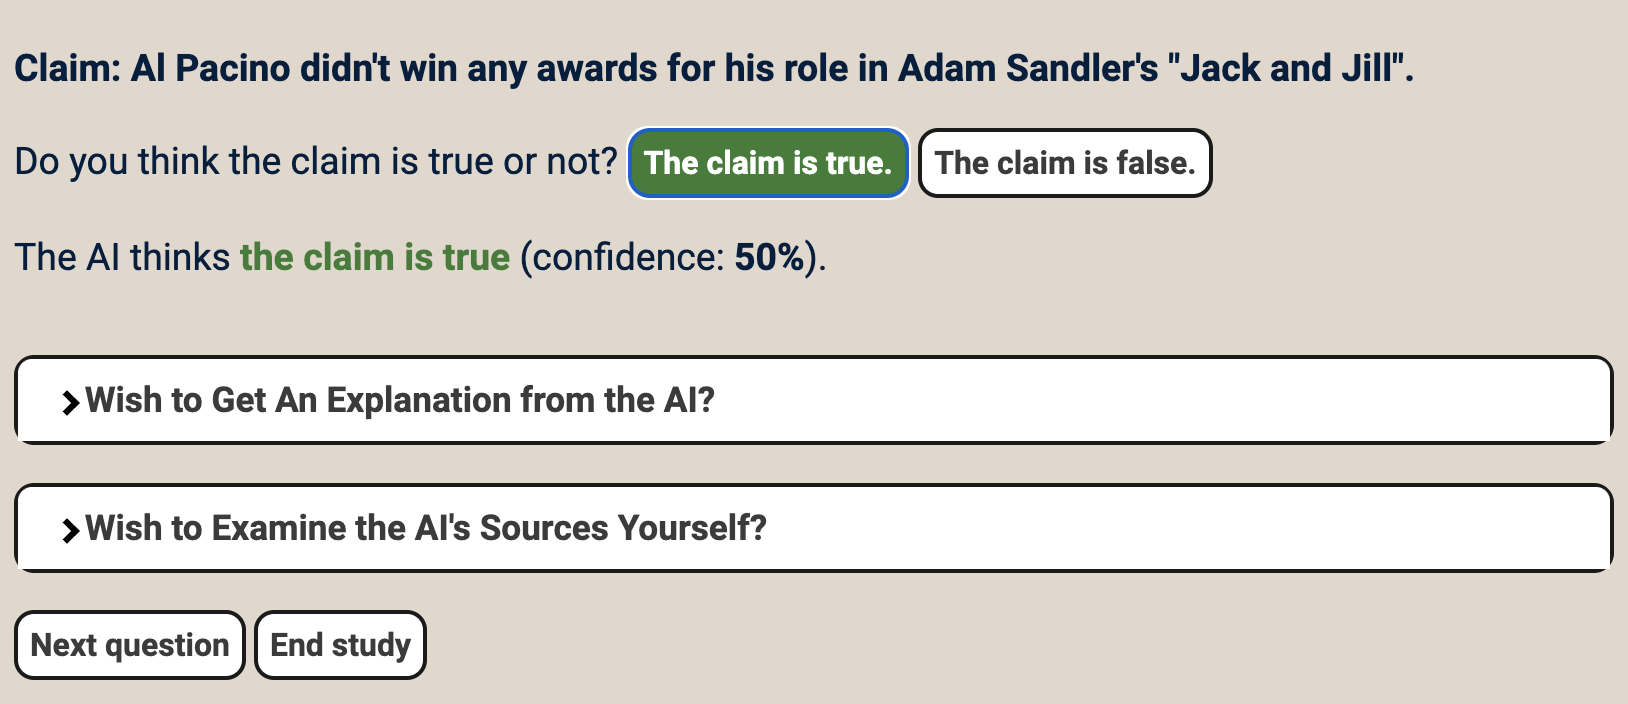 Claim: Al Pacino didn't win any awards for his role in Adam Sandler's "Jack and Jill".
Do you think the claim is true or not? The claim is true. The claim is false.
The AI thinks the claim is true (confidence: 50%).
Wish to Get An Explanation from the AI?
Wish to Examine the AI's Sources Yourself?
Next question End study